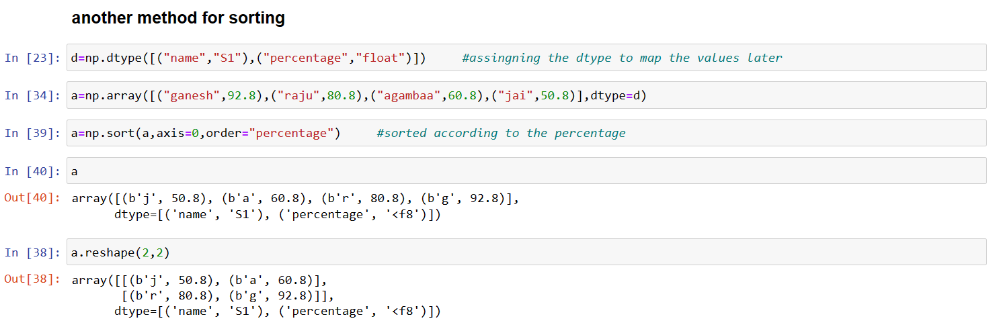 another method for sorting
In [23]: d=np.dtype([("name","S1"),("percentage","float")]) #assingning the dtype to map the values later
In [34]: a=np.array([("ganesh",92.8),("raju",80.8),("agambaa",60.8),("jai",50.8)],dtype=d)
In [39]: a=np.sort(a,axis=0,order="percentage") #sorted according to the percentage
In [40]: a
Out[40]: array([(b'j', 50.8), (b'a', 60.8), (b'r', 80.8), (b'g', 92.8)],
dtype=[('name', 'S1'), ('percentage', '<f8')])
In [38]: a.reshape(2,2)
Out[38]: array([[(b'j', 50.8), (b'a', 60.8)],
[(b'r', 80.8), (b'g', 92.8)]],
dtype=[('name', 'S1'), ('percentage', '<f8')])